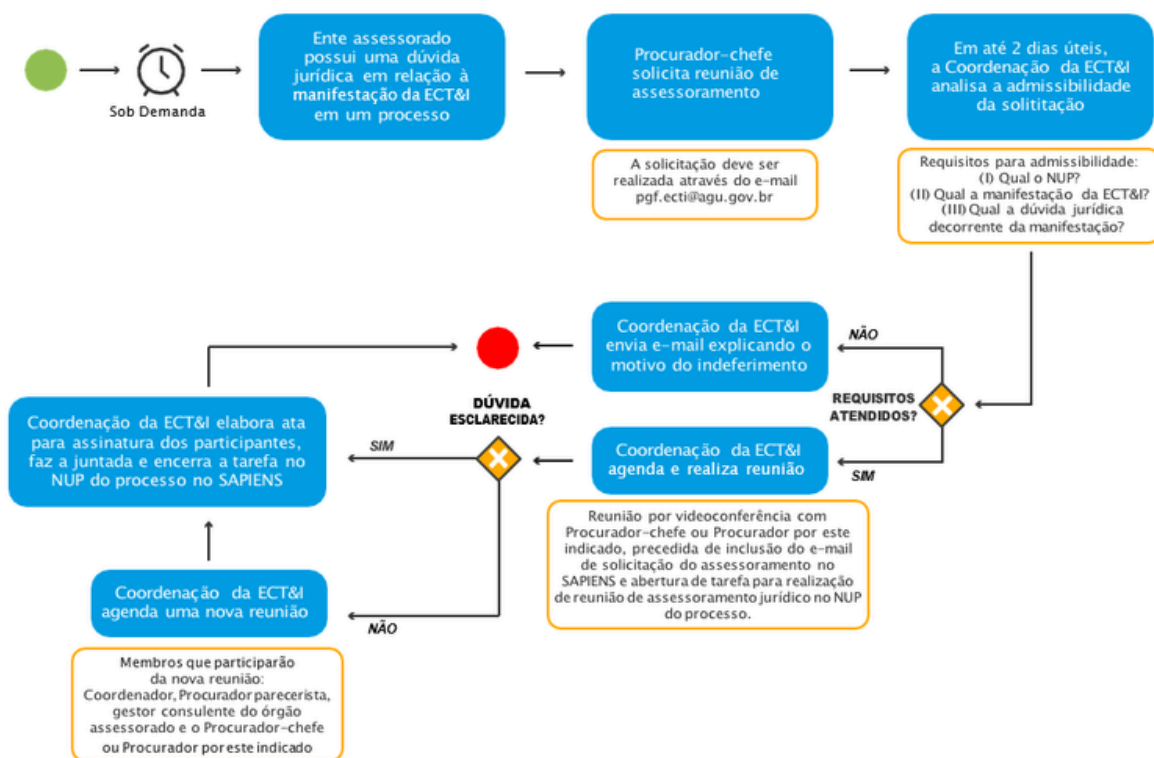 Sob Demanda
Ente assessorado
possui uma dúvida
jurídica em relação à
manifestação da ECT&I
em um processo
Procurador-chefe
solicita reunião de
assessoramento
A solicitação deve ser
realizada através do e-mail
pgf.ecti@agu.gov.br
Em até 2 dias úteis,
a Coordenação da ECT&I
analisa a admissibilidade
da solititação
Requisitos para admissibilidade:
(I) Qual o NUP?
(II) Qual a manifestação da ECT&I?
(III) Qual a dúvida jurídica
decorrente da manifestação?
REQUISITOS
ATENDIDOS?
NÃO
Coordenação da ECT&I
envia e-mail explicando o
motivo do indeferimento
SIM
Coordenação da ECT&I
agenda e realiza reunião
Reunião por videoconferência com
Procurador-chefe ou Procurador por este
indicado, precedida de inclusão do e-mail
de solicitação do assessoramento no
SAPIENS e abertura de tarefa para realização
de reunião de assessoramento jurídico no NUP
do processo.
DÚVIDA
ESCLARECIDA?
SIM
Coordenação da ECT&I elabora ata
para assinatura dos participantes,
faz a juntada e encerra a tarefa no
NUP do processo no SAPIENS
NÃO
Coordenação da ECT&I
agenda uma nova reunião
Membros que participarão
da nova reunião:
Coordenador, Procurador parecerista,
gestor consulente do órgão
assessorado e o Procurador-chefe
ou Procurador por este indicado